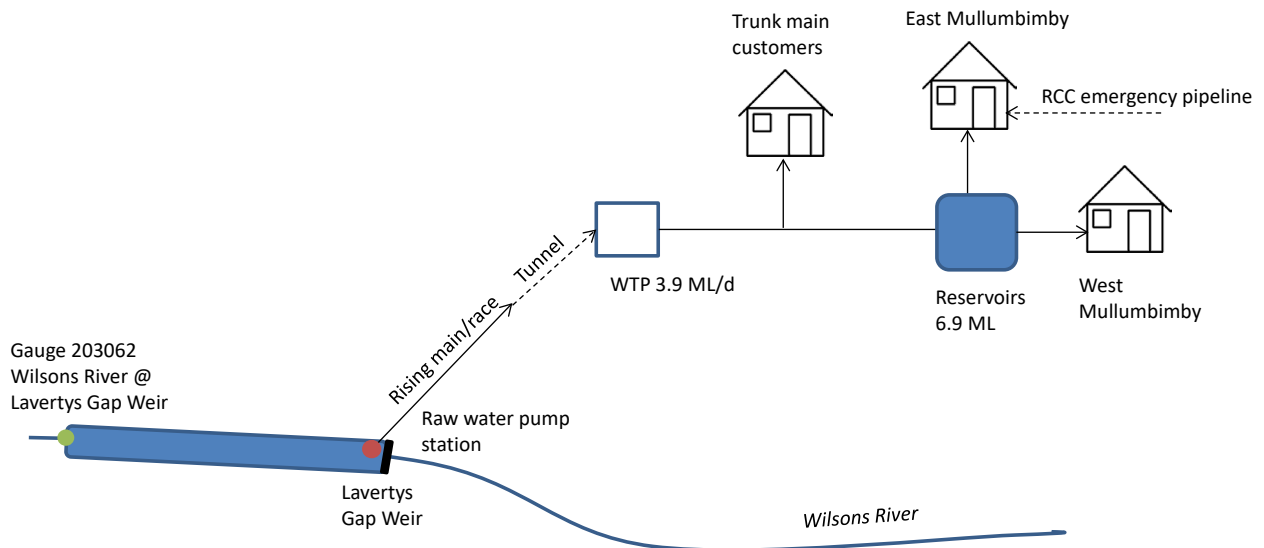 Trunk main
customers
East Mullumbimby
RCC emergency pipeline
Tunnel
WTP 3.9 ML/d
Reservoirs
6.9 ML
West
Mullumbimby
Rising main/race
Gauge 203062
Wilsons River @
Lavertys Gap Weir
Raw water pump
station
Lavertys
Gap Weir
Wilsons River